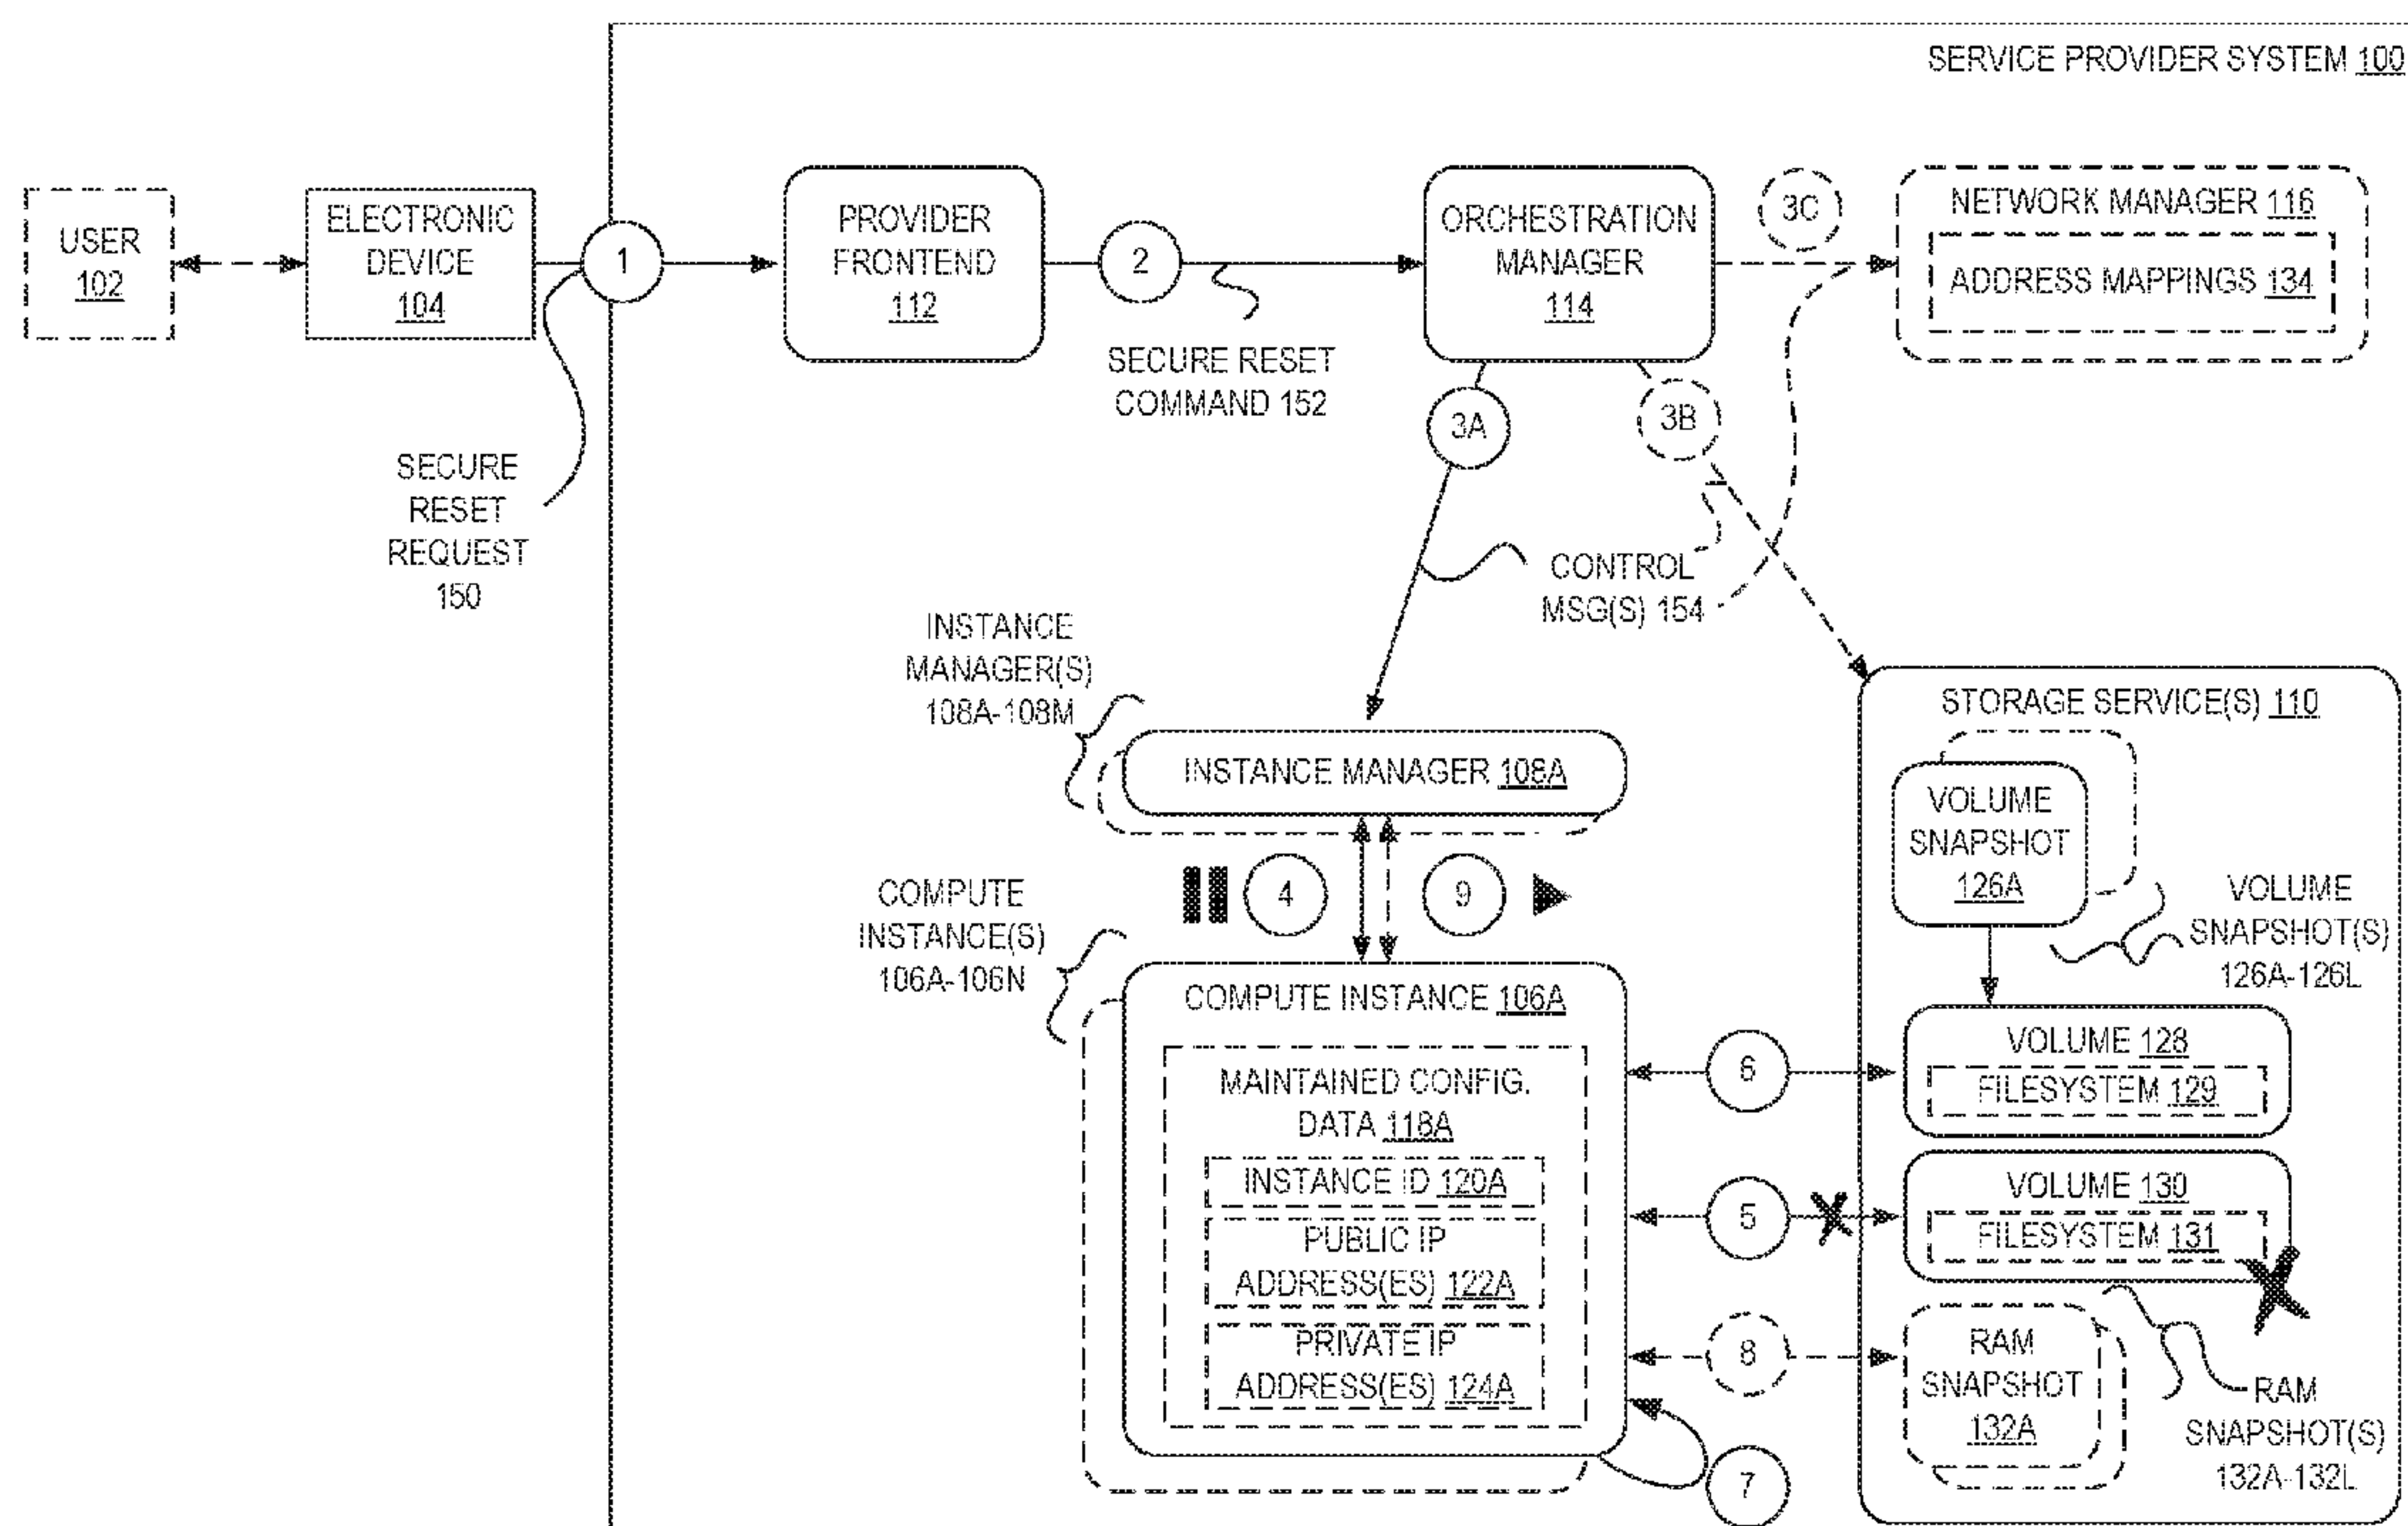 SERVICE PROVIDER SYSTEM 100
USER
102
ELECTRONIC
DEVICE
104
1
PROVIDER
FRONTEND
112
2
ORCHESTRATION
MANAGER
114
3C
NETWORK MANAGER 116
ADDRESS MAPPINGS 134
SECURE RESET
COMMAND 152
3A
3B
SECURE
RESET
REQUEST
150
CONTROL
MSG(S) 154
INSTANCE
MANAGER(S)
108A-108M
INSTANCE MANAGER 108A
STORAGE SERVICE(S) 110
VOLUME
SNAPSHOT
126A
VOLUME
SNAPSHOT(S)
126A-126L
4
9
COMPUTE
INSTANCE(S)
106A-106N
COMPUTE INSTANCE 106A
MAINTAINED CONFIG.
DATA 118A
INSTANCE ID 120A
PUBLIC IP
ADDRESS(ES) 122A
PRIVATE IP
ADDRESS(ES) 124A
6
VOLUME 128
FILESYSTEM 129
5
VOLUME 130
FILESYSTEM 131
8
RAM
SNAPSHOT
132A
RAM
SNAPSHOT(S)
132A-132L
7